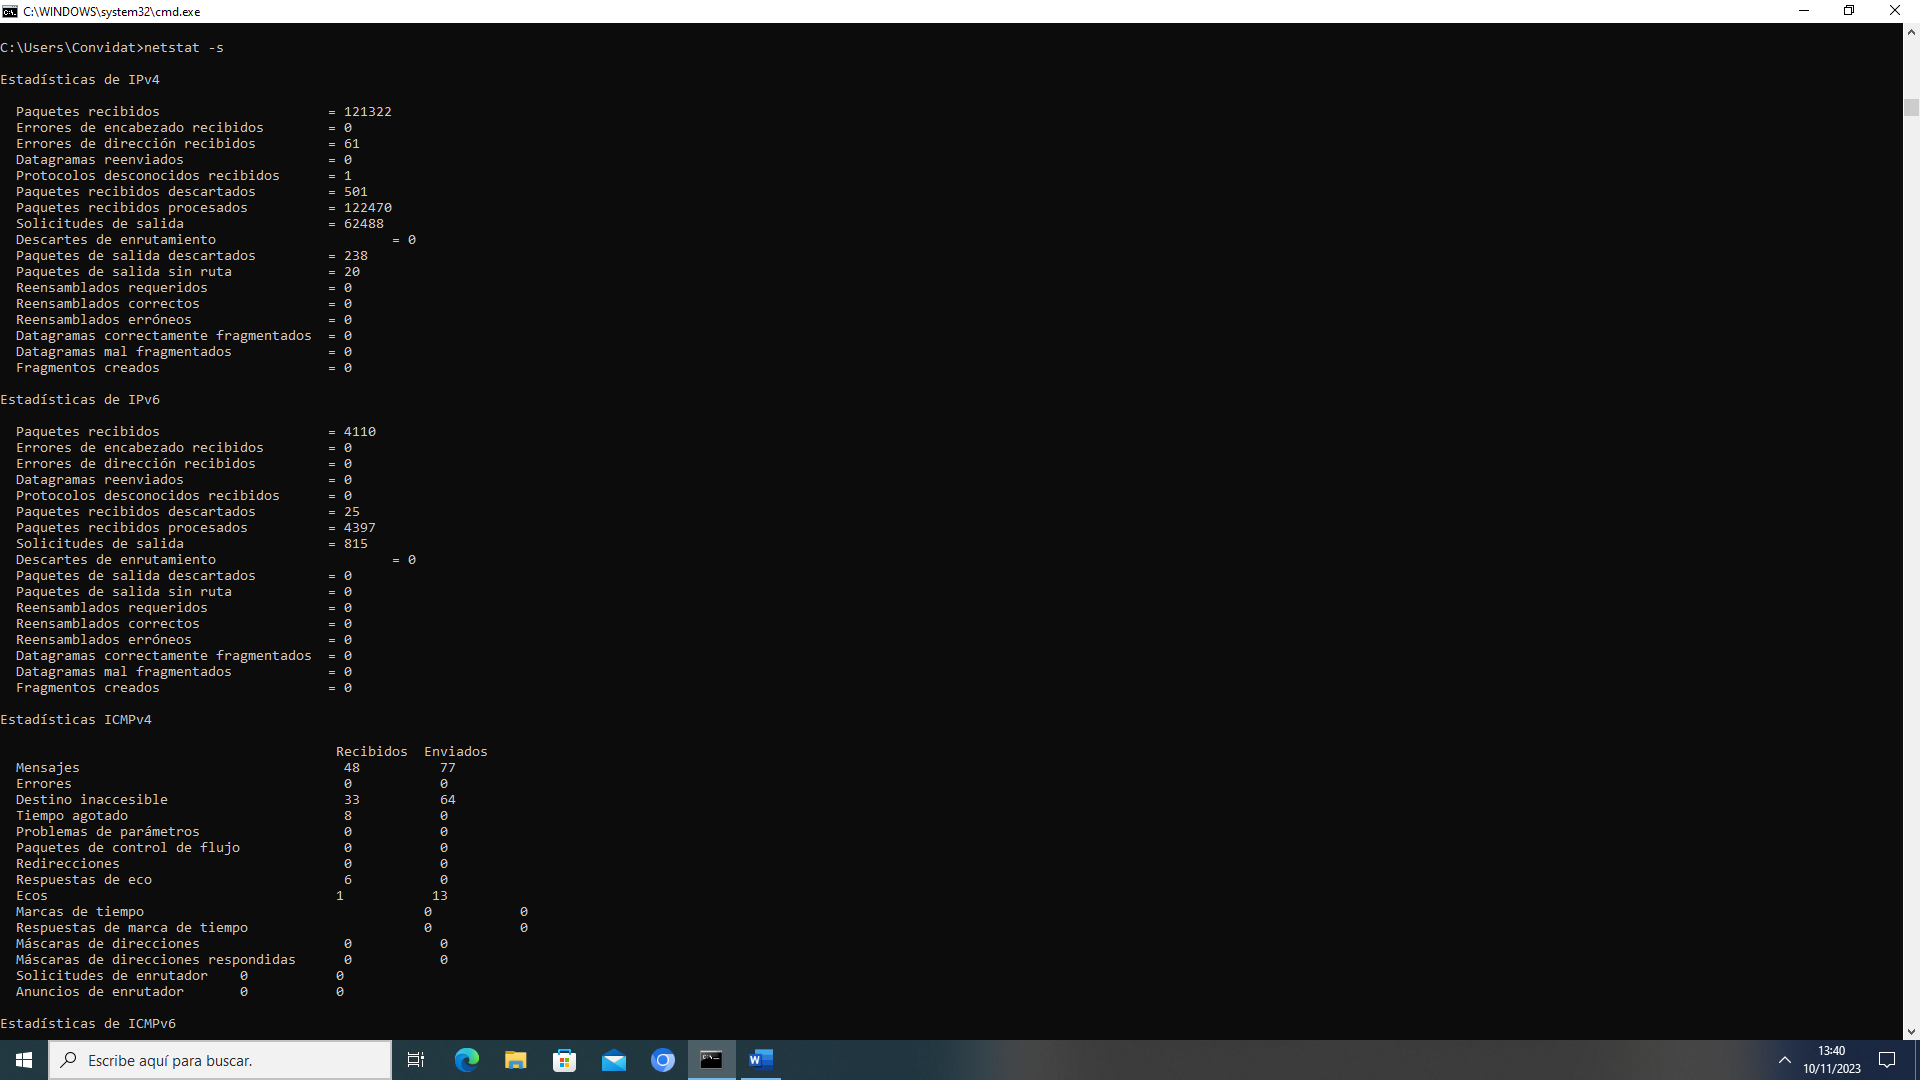 C:\WINDOWS\system32\cmd.exe
C:\Users\Convidat>netstat -s
Estadísticas de IPv4
Paquetes recibidos = 121322
Errores de encabezado recibidos = 0
Errores de dirección recibidos = 61
Datagramas reenviados = 0
Protocolos desconocidos recibidos = 1
Paquetes recibidos descartados = 501
Paquetes recibidos procesados = 122470
Solicitudes de salida = 62488
Descartes de enrutamiento = 0
Paquetes de salida descartados = 238
Paquetes de salida sin ruta = 20
Reensamblados requeridos = 0
Reensamblados correctos = 0
Reensamblados erróneos = 0
Datagramas correctamente fragmentados = 0
Datagramas mal fragmentados = 0
Fragmentos creados = 0
Estadísticas de IPv6
Paquetes recibidos = 4110
Errores de encabezado recibidos = 0
Errores de dirección recibidos = 0
Datagramas reenviados = 0
Protocolos desconocidos recibidos = 0
Paquetes recibidos descartados = 25
Paquetes recibidos procesados = 4397
Solicitudes de salida = 815
Descartes de enrutamiento = 0
Paquetes de salida descartados = 0
Paquetes de salida sin ruta = 0
Reensamblados requeridos = 0
Reensamblados correctos = 0
Reensamblados erróneos = 0
Datagramas correctamente fragmentados = 0
Datagramas mal fragmentados = 0
Fragmentos creados = 0
Estadísticas ICMPv4
Recibidos Enviados
Mensajes 48 77
Errores 0 0
Destino inaccesible 33 64
Tiempo agotado 8 0
Problemas de parámetros 0 0
Paquetes de control de flujo 0 0
Redirecciones 0 0
Respuestas de eco 6 0
Ecos 1 13
Marcas de tiempo 0 0
Respuestas de marca de tiempo 0 0
Máscaras de direcciones 0 0
Máscaras de direcciones respondidas 0 0
Solicitudes de enrutador 0 0
Anuncios de enrutador 0 0
Estadísticas de ICMPv6
Escribe aquí para buscar.
13:40
10/11/2023